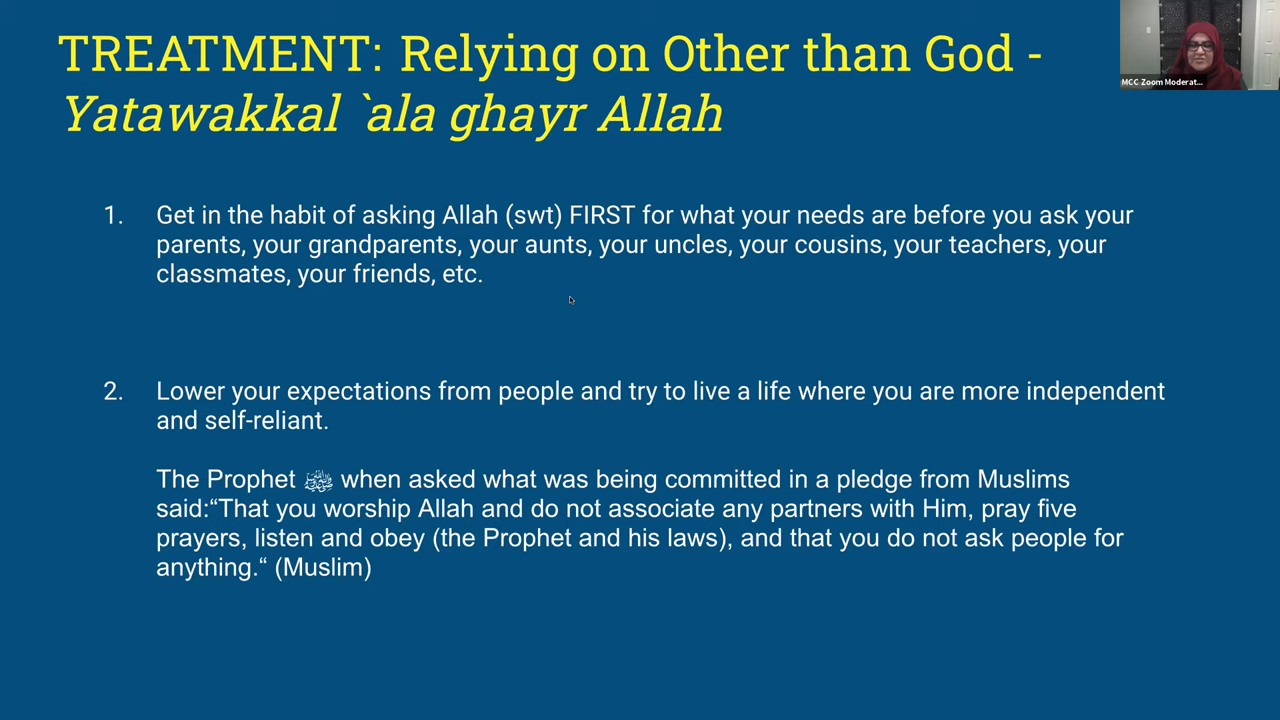 TREATMENT: Relying on Other than God -
Yatawakkal `ala ghayr Allah
MCC Zoom Moderat...
1. Get in the habit of asking Allah (swt) FIRST for what your needs are before you ask your
parents, your grandparents, your aunts, your uncles, your cousins, your teachers, your
classmates, your friends, etc.
2. Lower your expectations from people and try to live a life where you are more independent
and self-reliant.
The Prophet ﷺ when asked what was being committed in a pledge from Muslims
said:“That you worship Allah and do not associate any partners with Him, pray five
prayers, listen and obey (the Prophet and his laws), and that you do not ask people for
anything.“ (Muslim)